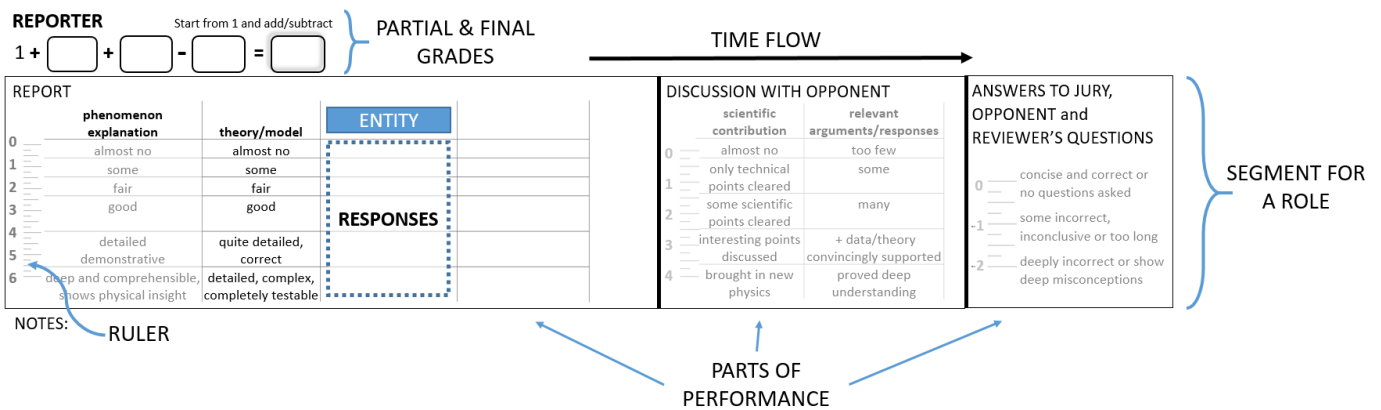 REPORTER
Start from 1 and add/subtract
1 + + - =
PARTIAL & FINAL
GRADES
TIME FLOW
REPORT
phenomenon
explanation
theory/model
ENTITY
0
almost no
almost no
1
some
some
2
fair
fair
3
good
good
RESPONSES
4
detailed
demonstrative
quite detailed,
correct
5
6
deep and comprehensible,
shows physical insight
detailed, complex,
completely testable
DISCUSSION WITH OPPONENT
scientific
contribution
relevant
arguments/responses
0
almost no
too few
1
only technical
points cleared
some
2
some scientific
points cleared
many
3
interesting points
discussed
+ data/theory
convincingly supported
4
brought in new
physics
proved deep
understanding
ANSWERS TO JURY,
OPPONENT and
REVIEWER'S QUESTIONS
0
concise and correct or
no questions asked
-1
some incorrect,
inconclusive or too long
-2
deeply incorrect or show
deep misconceptions
SEGMENT FOR
A ROLE
NOTES:
RULER
PARTS OF
PERFORMANCE